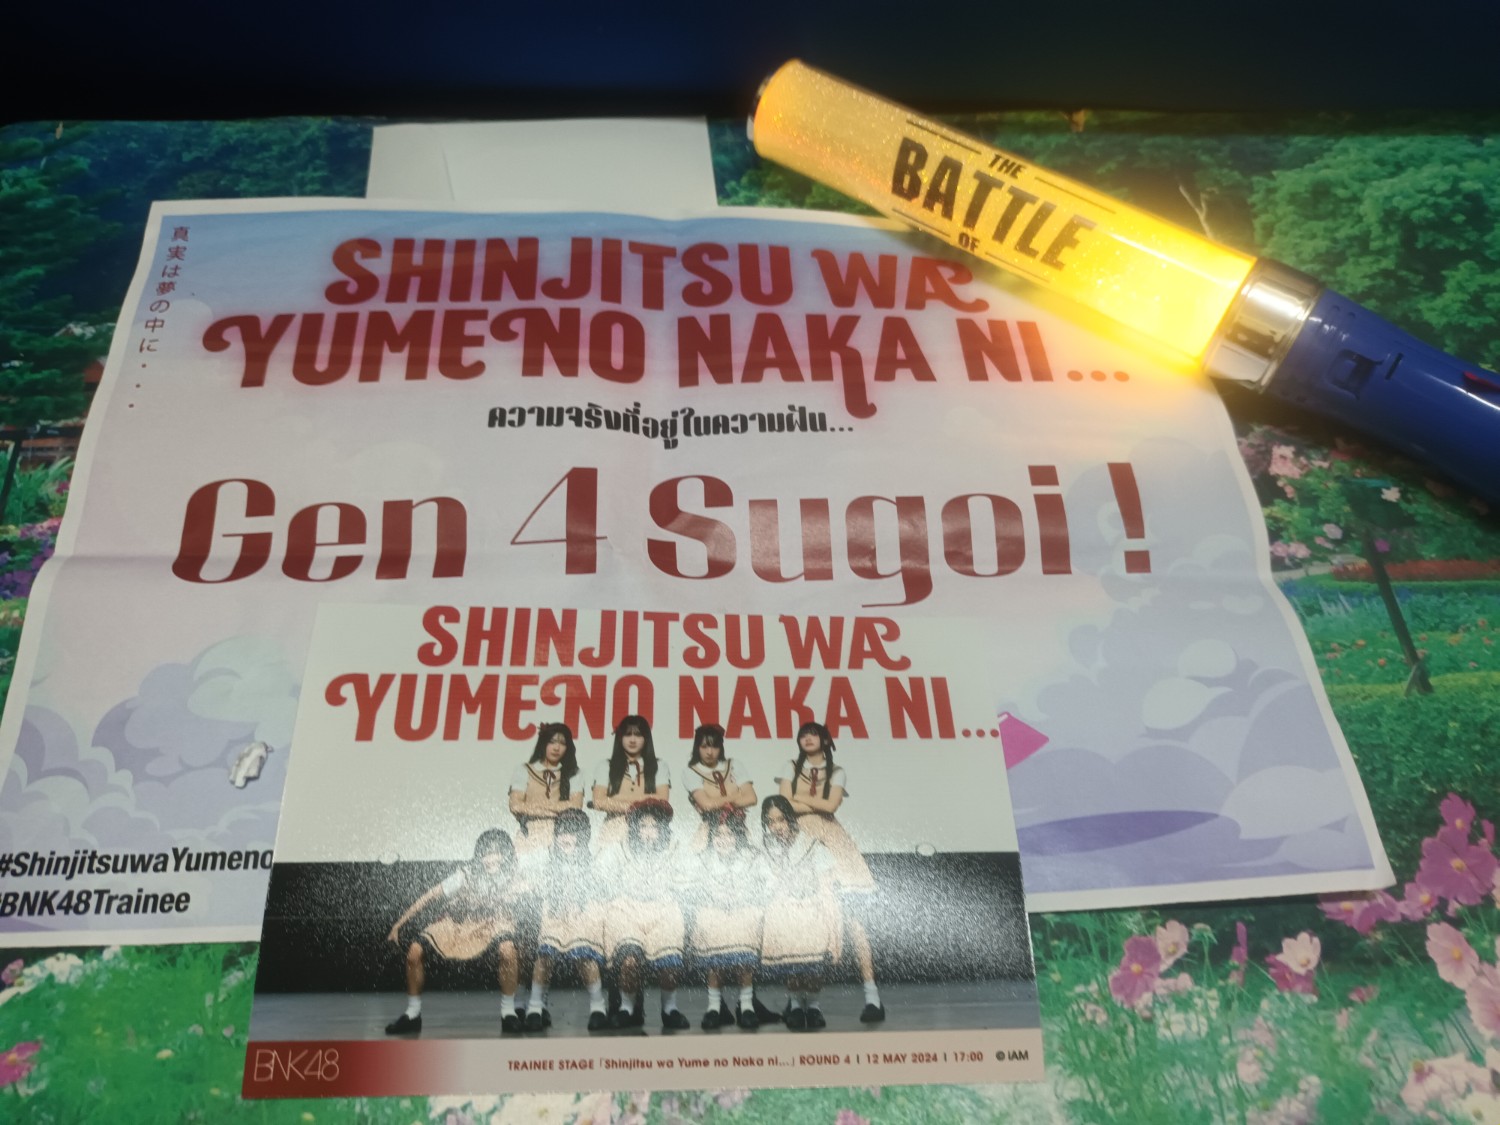 THE
BATTLE
OF
真実は夢の中に...
SHINJITSU WA
YUME NO NAKA NI...
ความจริงที่อยู่ในความฝัน...
Gen 4 Sugoi !
SHINJITSU WA
YUME NO NAKA NI...
#ShinjitsuwaYumeno
#BNK48Trainee
BNK48
TRAINEE STAGE「Shinjitsu wa Yume no Naka ni...」ROUND 4 I 12 MAY 2024 I 17:00 © iAM